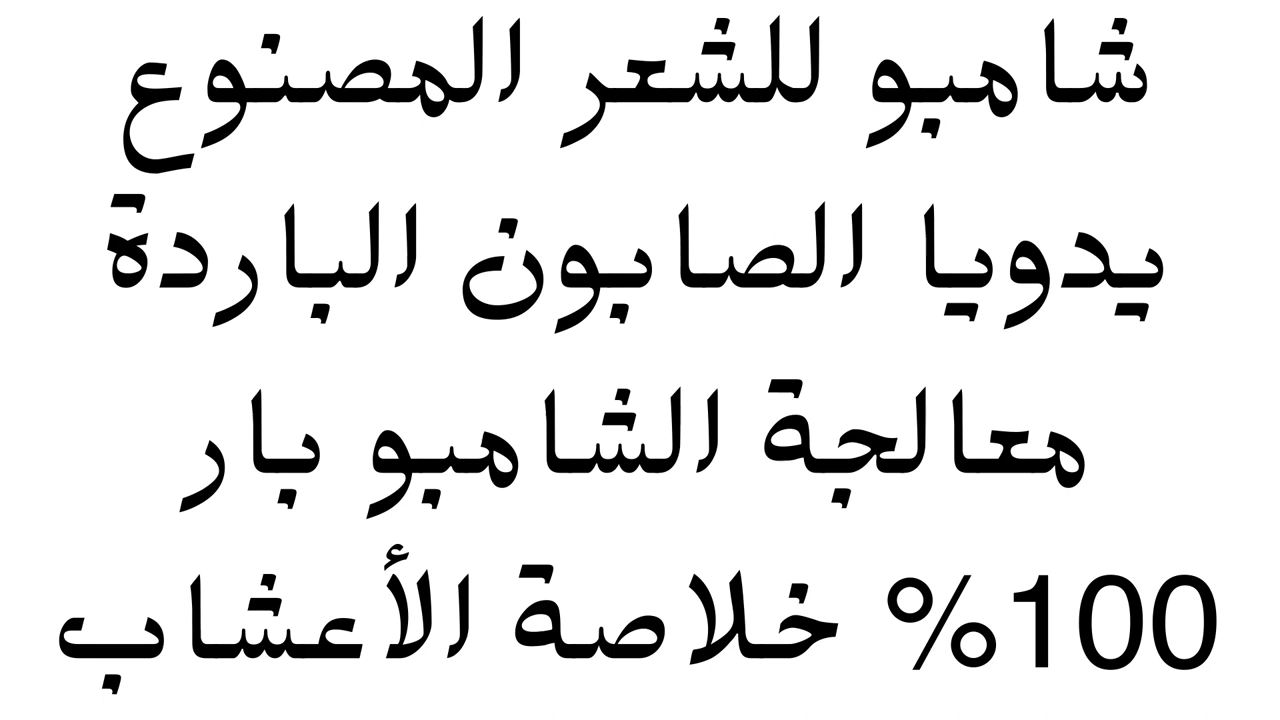 شامبو للشعر المصنوع
يدويا الصابون الباردة
معالجة الشامبو بار
100% خلاصة الأعشاب